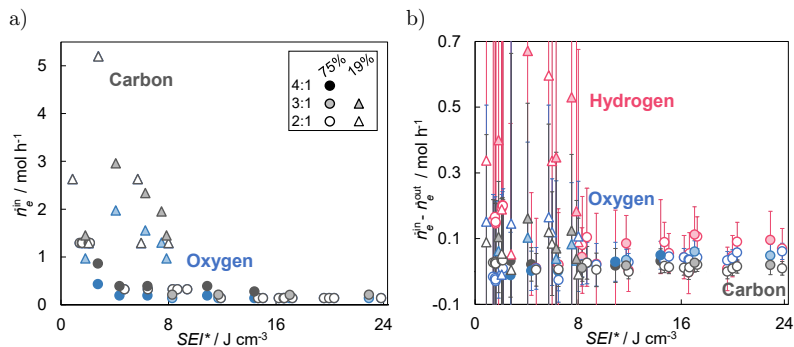 a)
ṅₑⁱⁿ / mol h⁻¹
5
4
3
2
1
0
Carbon
75%
19%
4:1
3:1
2:1
Oxygen
0
8
16
24
SEI* / J cm⁻³
b)
ṅₑⁱⁿ - ṅₑᵒᵘᵗ / mol h⁻¹
0.7
0.5
0.3
0.1
-0.1
Hydrogen
Oxygen
Carbon
0
8
16
24
SEI* / J cm⁻³